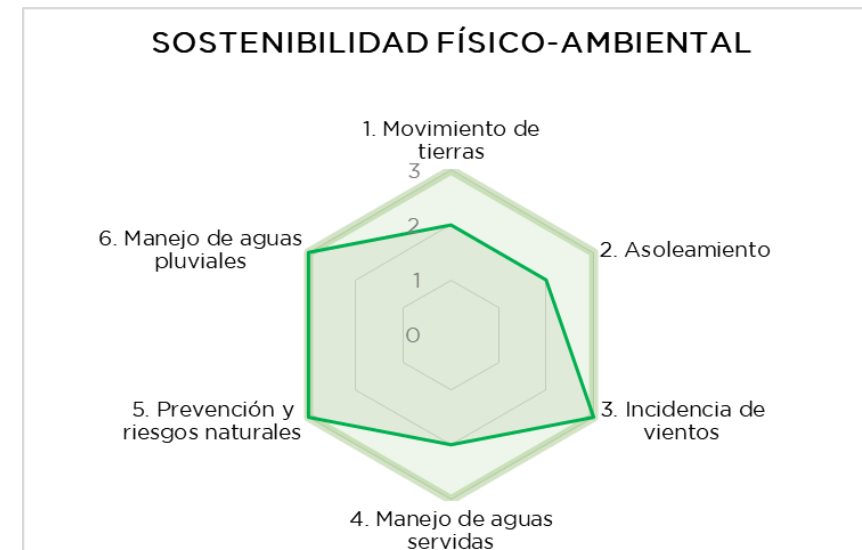 SOSTENIBILIDAD FÍSICO-AMBIENTAL
1. Movimiento de
tierras
3
2
1
0
2. Asoleamiento
3. Incidencia de
vientos
4. Manejo de aguas
servidas
5. Prevención y
riesgos naturales
6. Manejo de aguas
pluviales